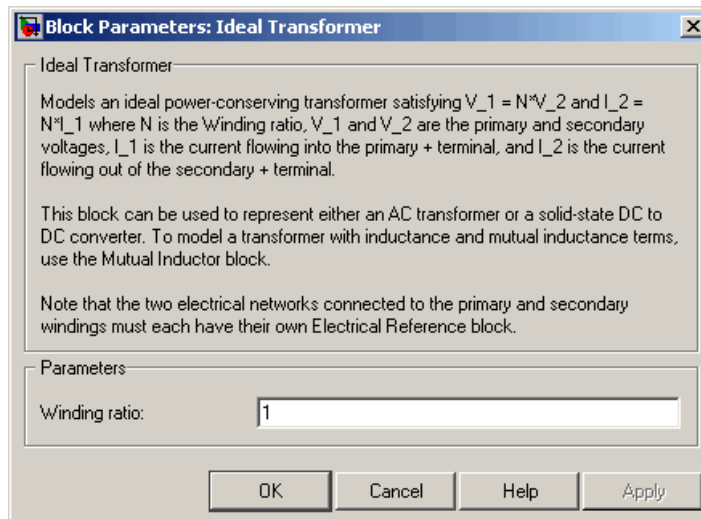 Block Parameters: Ideal Transformer
Ideal Transformer
Models an ideal power-conserving transformer satisfying V_1 = N*V_2 and I_2 =
N*I_1 where N is the Winding ratio, V_1 and V_2 are the primary and secondary
voltages, I_1 is the current flowing into the primary + terminal, and I_2 is the current
flowing out of the secondary + terminal.
This block can be used to represent either an AC transformer or a solid-state DC to
DC converter. To model a transformer with inductance and mutual inductance terms,
use the Mutual Inductor block.
Note that the two electrical networks connected to the primary and secondary
windings must each have their own Electrical Reference block.
Parameters
Winding ratio: 1
OK Cancel Help Apply